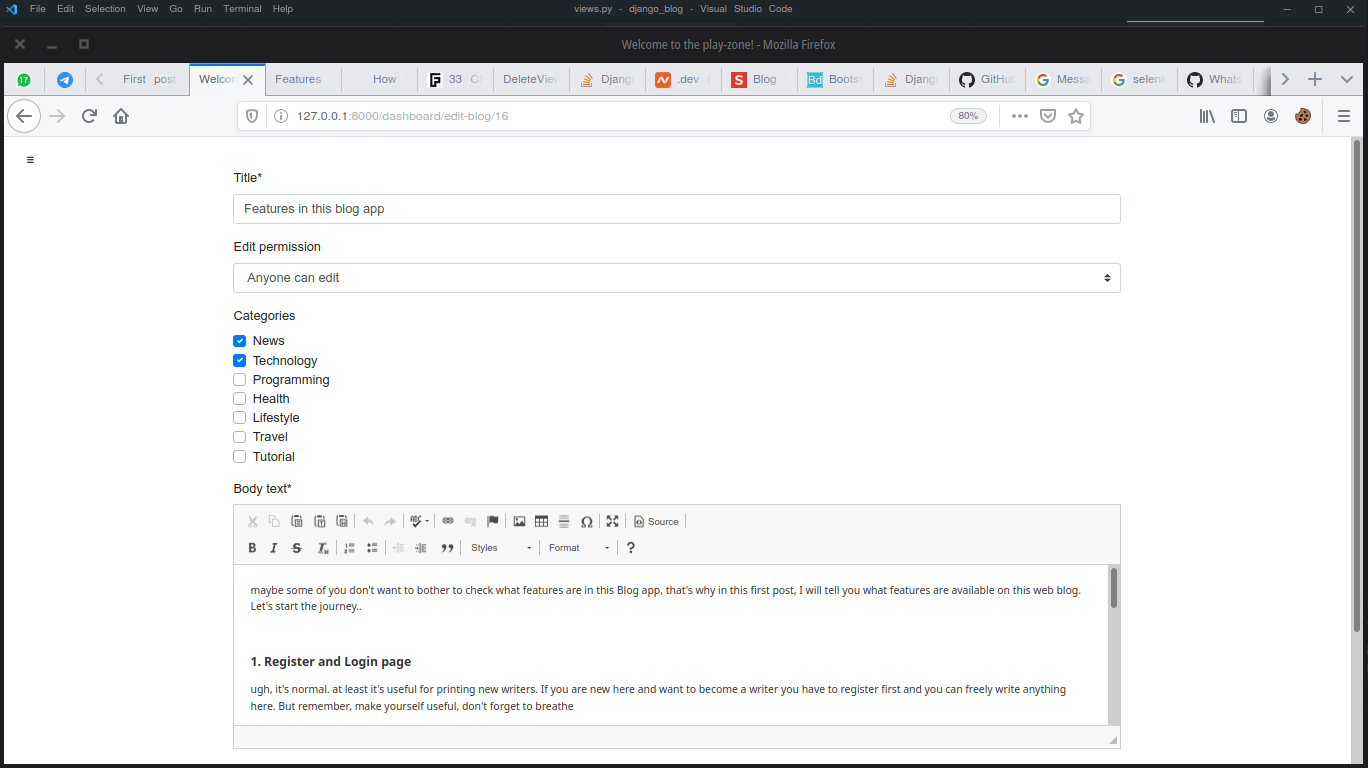 File Edit Selection View Go Run Terminal Help views.py - django_blog - Visual Studio Code
Welcome to the play-zone! - Mozilla Firefox
17 First post Welcon Features How 33 CS DeleteView Django .dev Blog Bd Bootst Django GitHub Messa seleni Whats
127.0.0.1:8000/dashboard/edit-blog/16 80%
Title*
Features in this blog app
Edit permission
Anyone can edit
Categories
News
Technology
Programming
Health
Lifestyle
Travel
Tutorial
Body text*
Source
B I S Styles Format ?
maybe some of you don't want to bother to check what features are in this Blog app, that's why in this first post, I will tell you what features are available on this web blog.
Let's start the journey..
1. Register and Login page
ugh, it's normal. at least it's useful for printing new writers. If you are new here and want to become a writer you have to register first and you can freely write anything
here. But remember, make yourself useful, don't forget to breathe